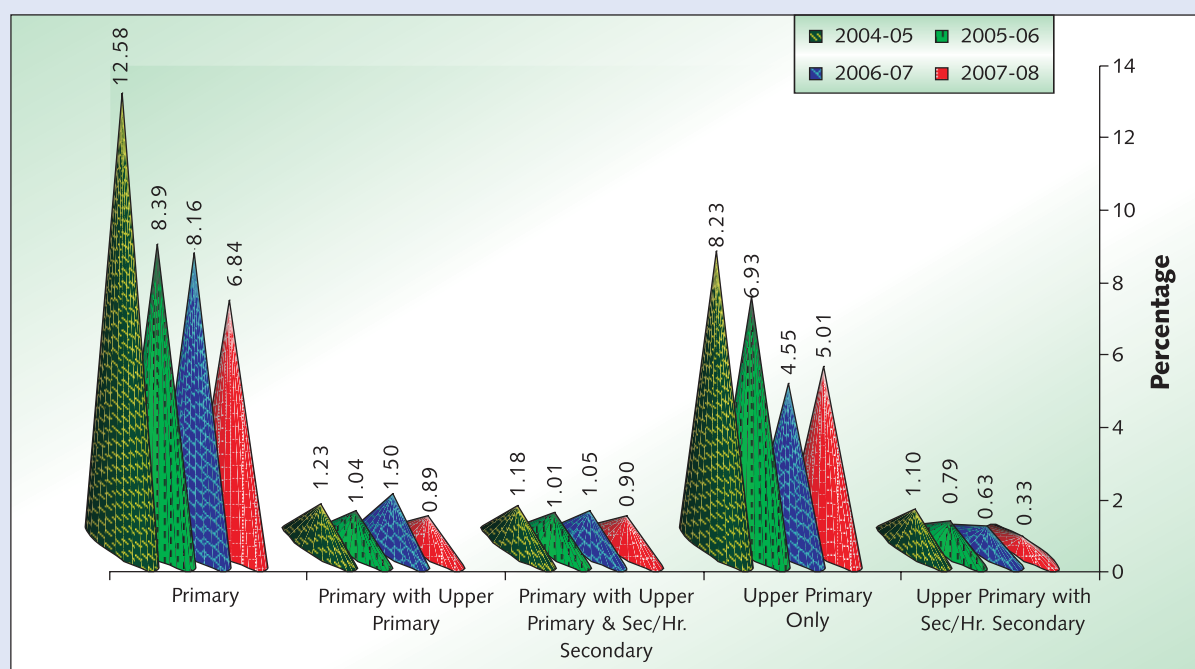 2004-05 2005-06
2006-07 2007-08
12.58
8.39
8.16
6.84
1.23
1.04
1.50
0.89
1.18
1.01
1.05
0.90
8.23
6.93
4.55
5.01
1.10
0.79
0.63
0.33
14
12
10
8
6
4
2
0
Percentage
Primary
Primary with Upper
Primary
Primary with Upper
Primary & Sec/Hr.
Secondary
Upper Primary
Only
Upper Primary with
Sec/Hr. Secondary